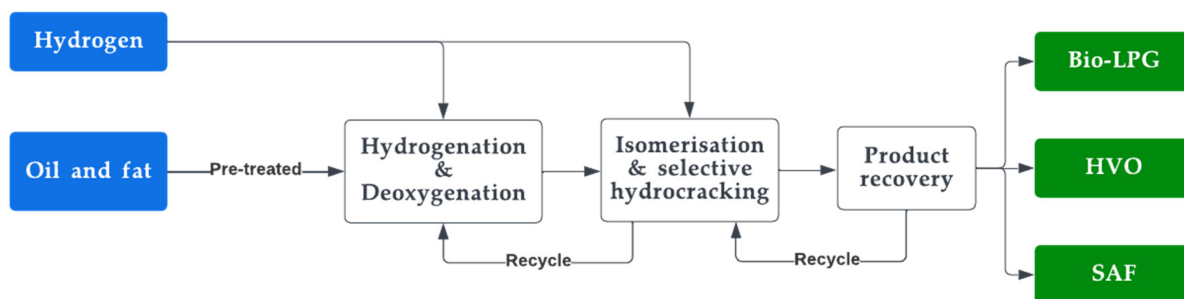 Hydrogen
Bio-LPG
Oil and fat
Pre-treated
Hydrogenation
&
Deoxygenation
Isomerisation
& selective
hydrocracking
Product
recovery
HVO
Recycle
Recycle
SAF